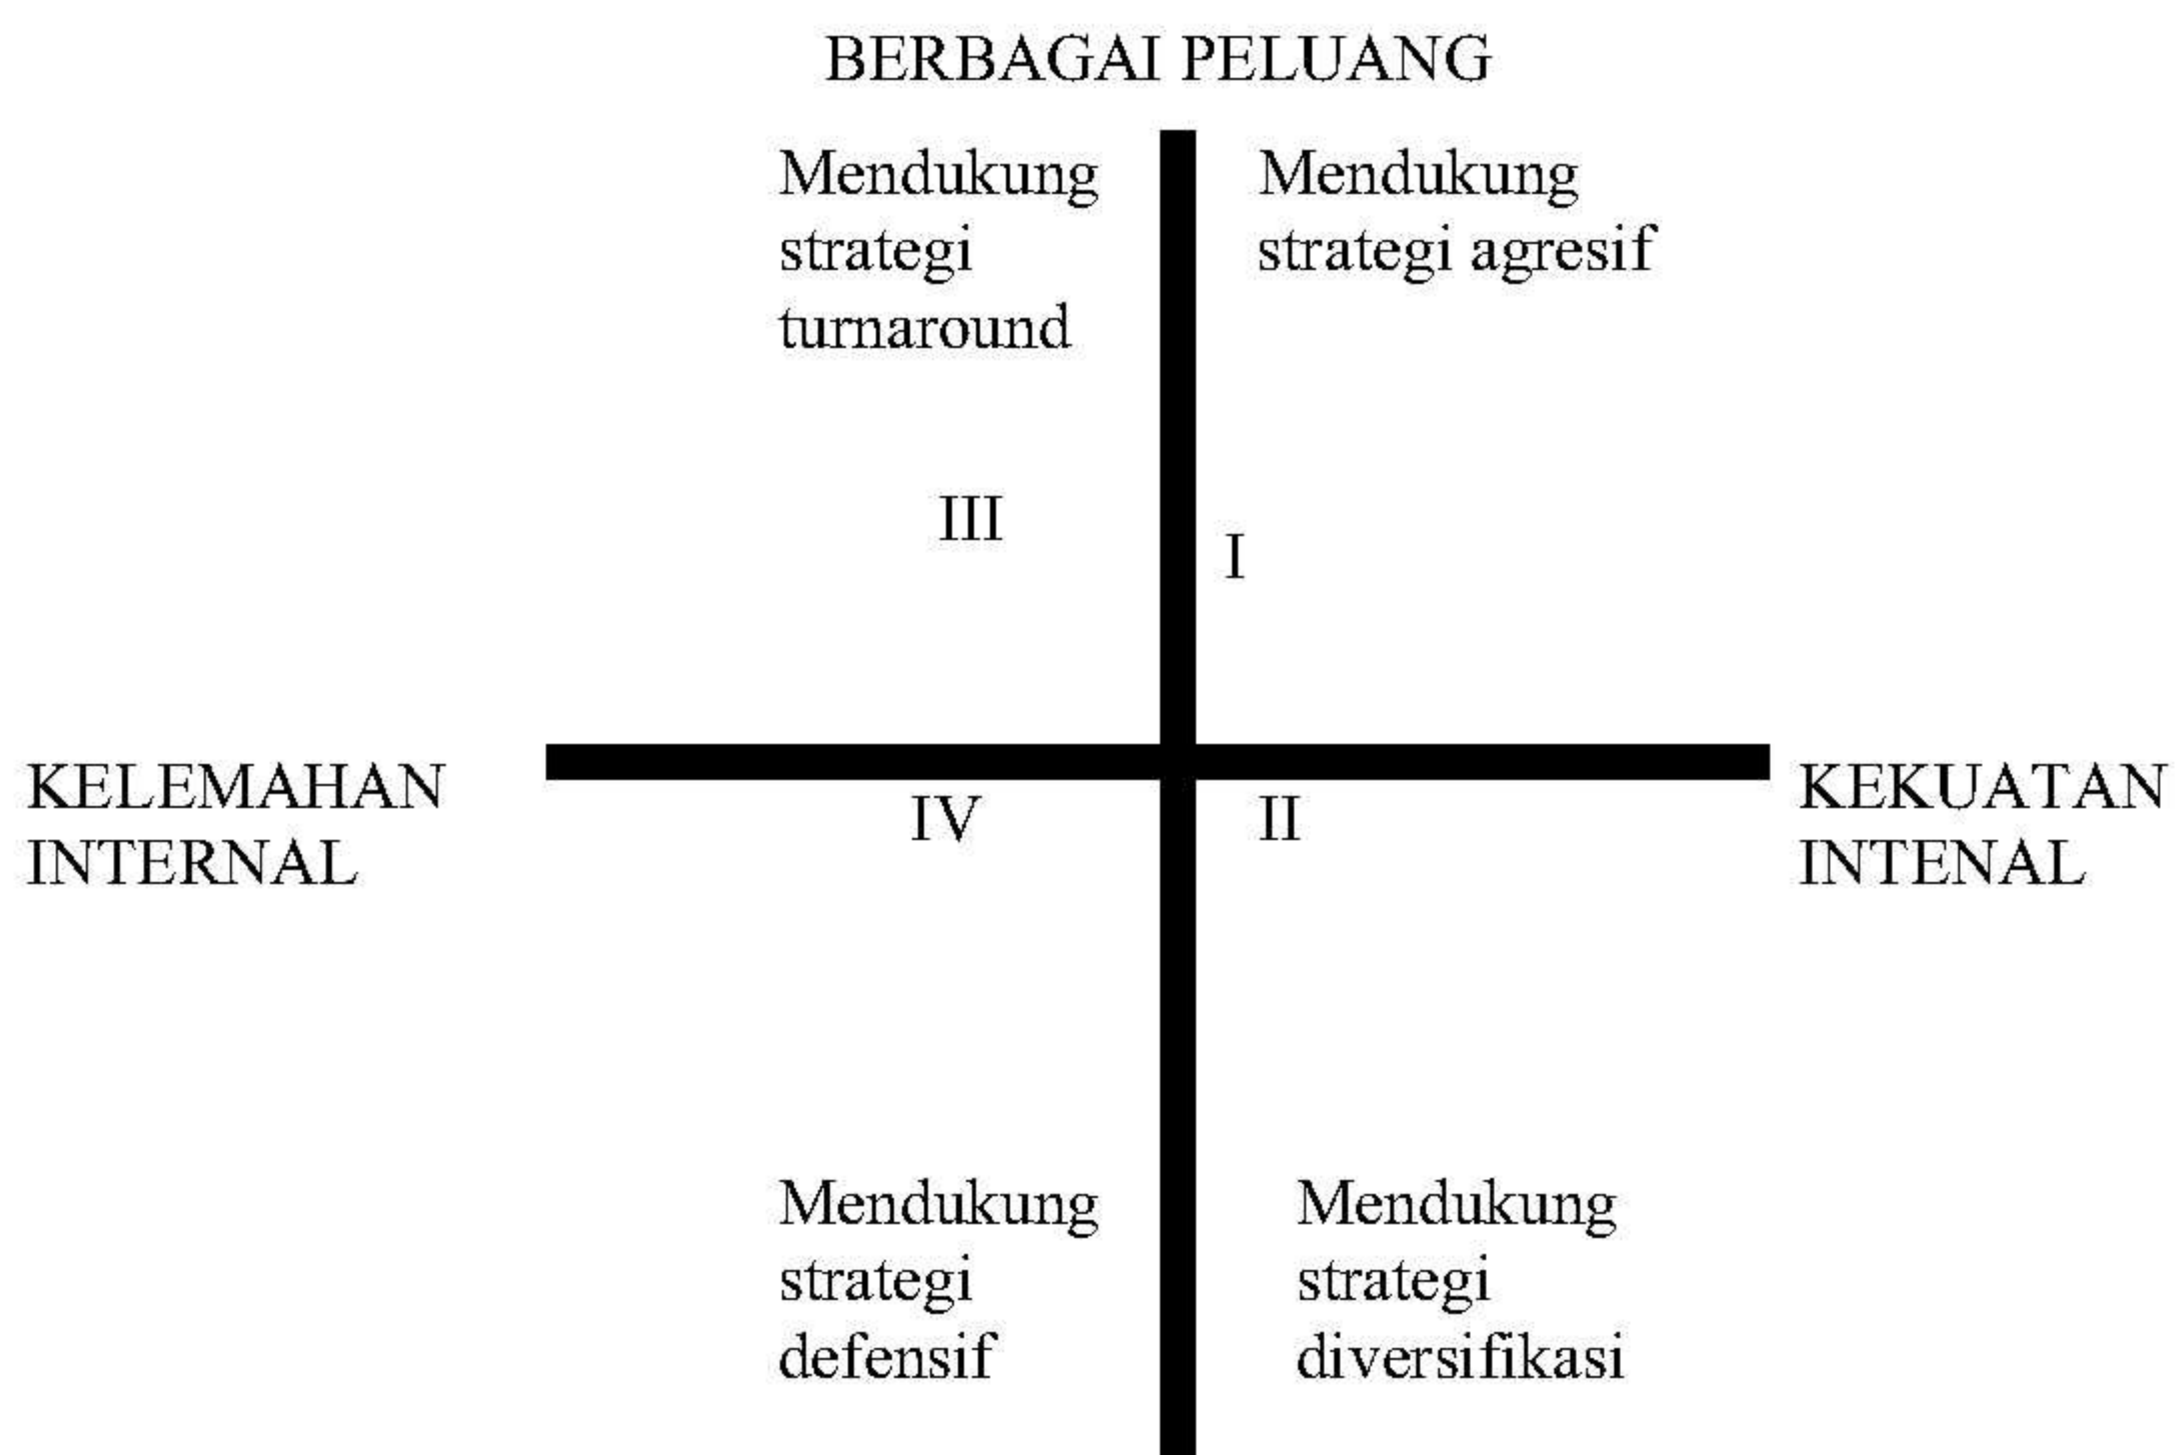 BERBAGAI PELUANG
Mendukung
strategi
turnaround
Mendukung
strategi agresif
III
I
KELEMAHAN
INTERNAL
KEKUATAN
INTENAL
IV
II
Mendukung
strategi
defensif
Mendukung
strategi
diversifikasi